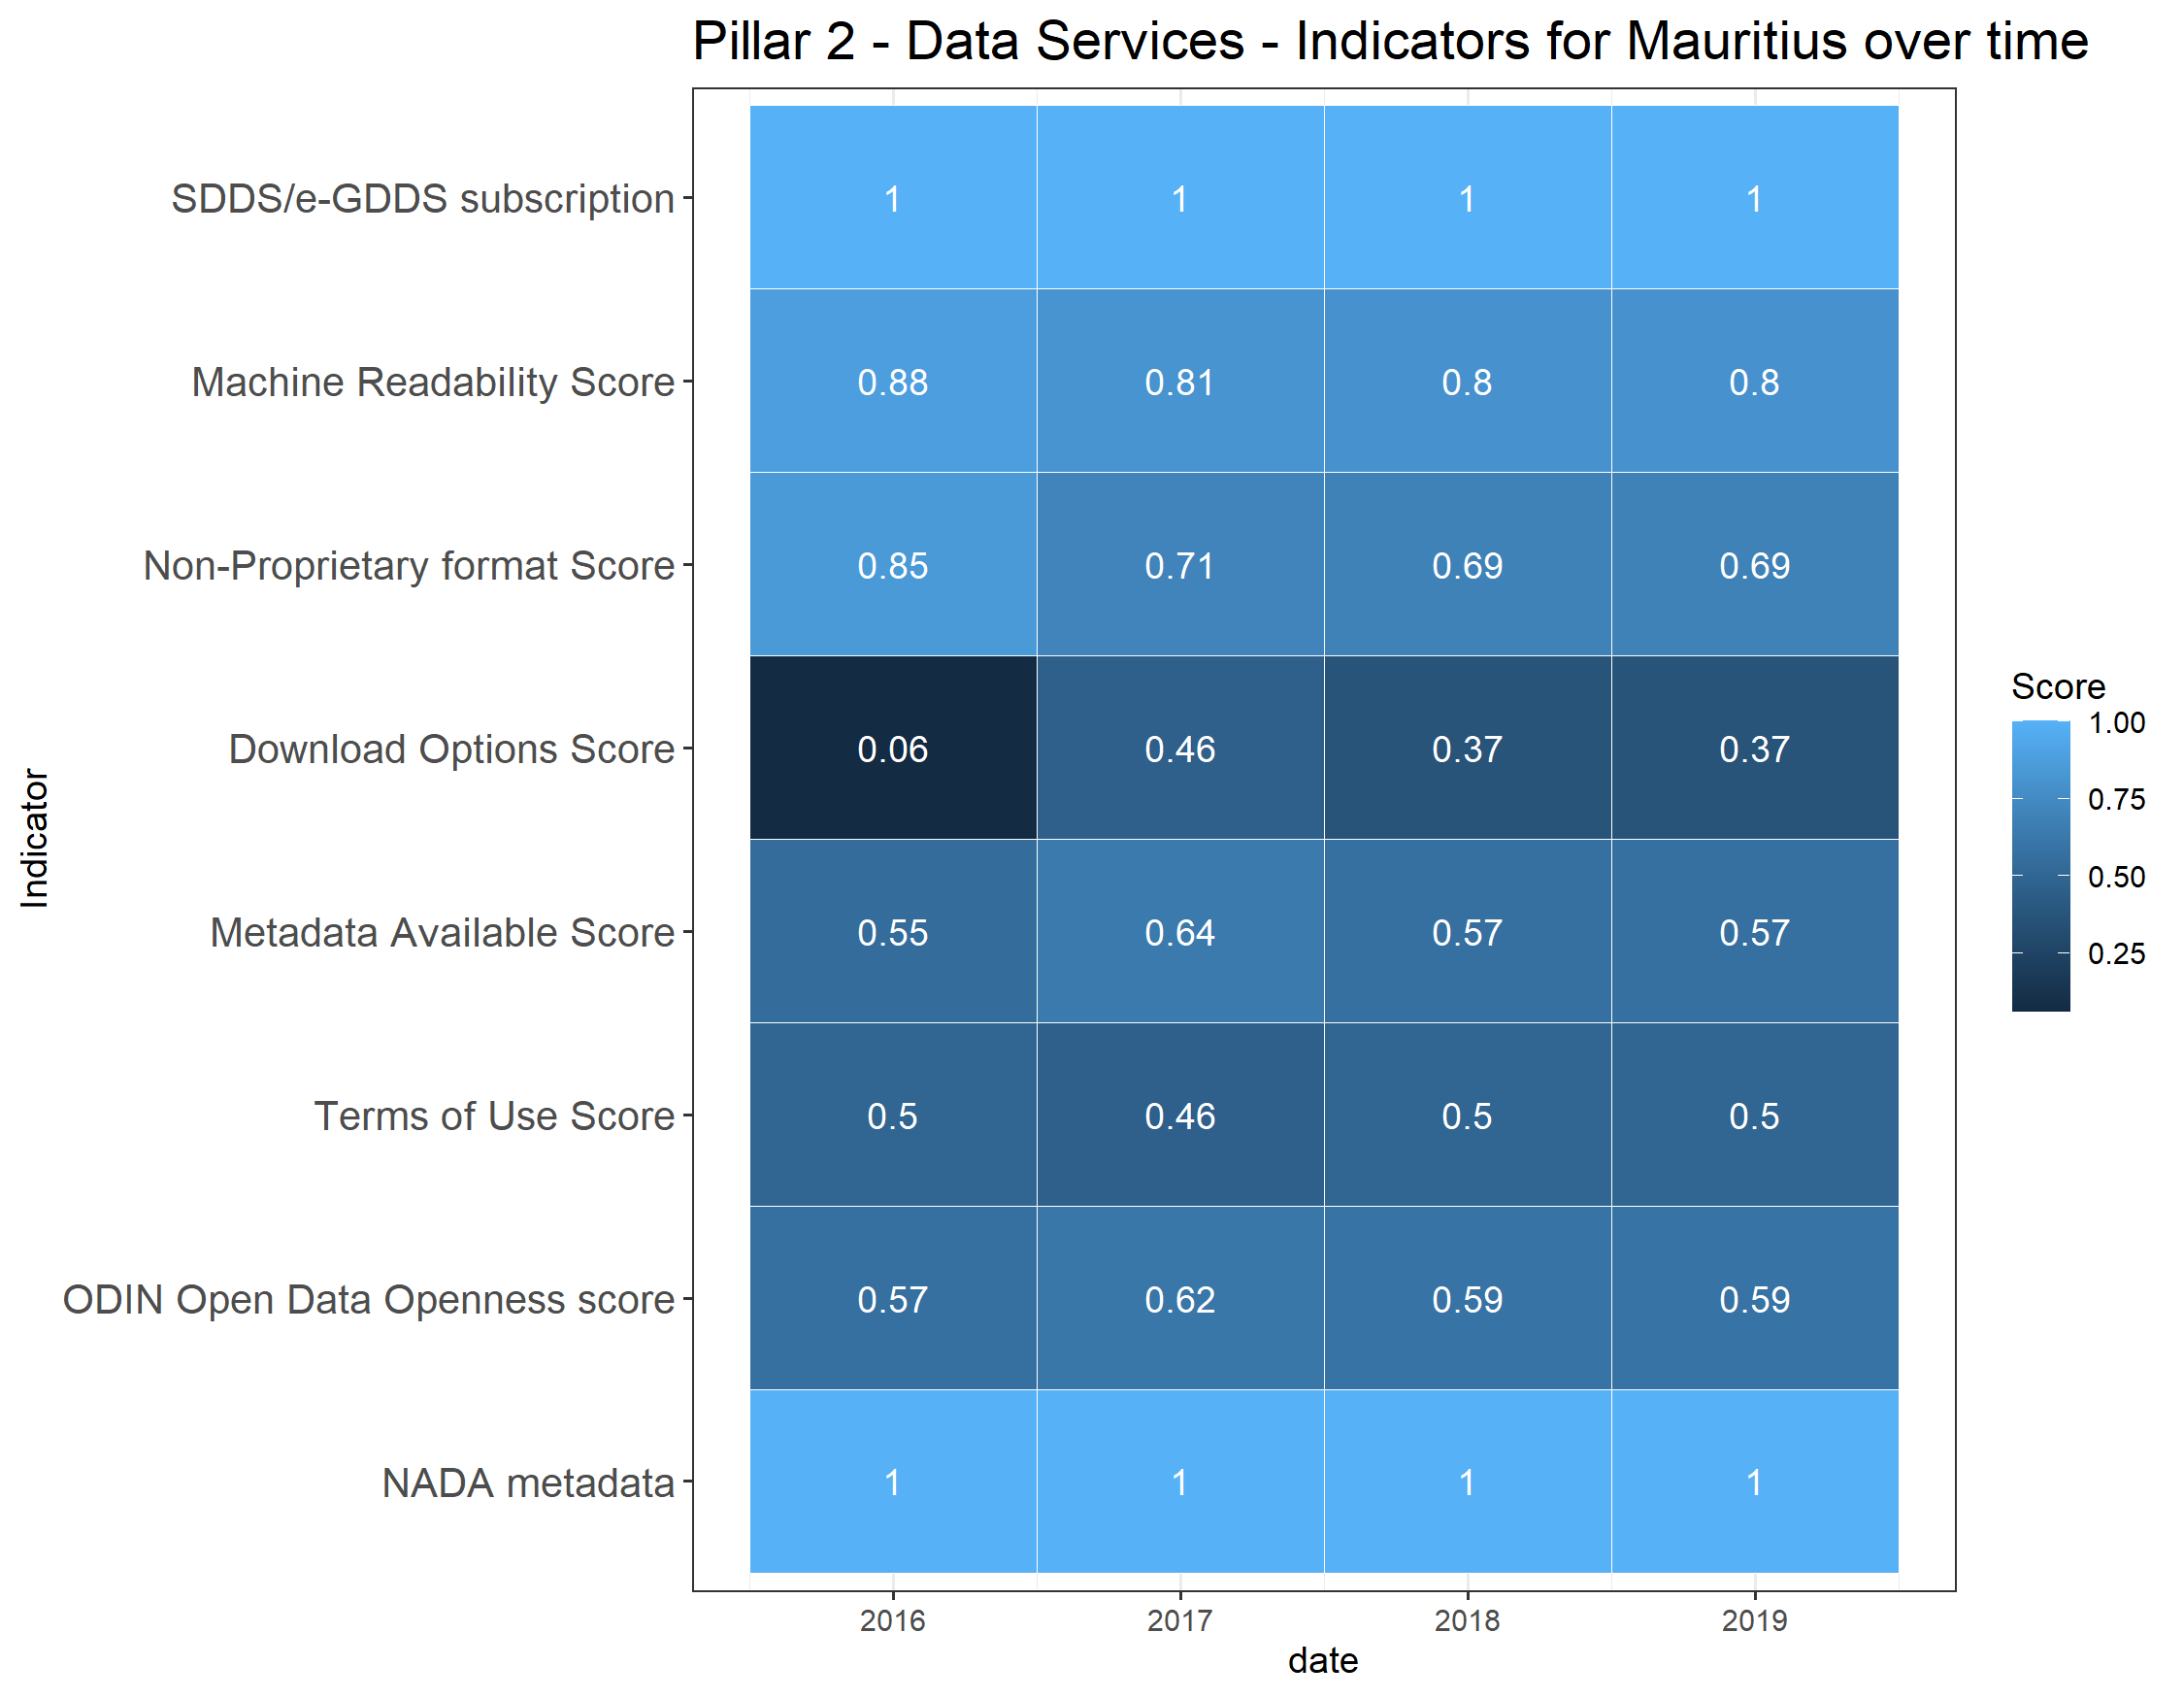 Pillar 2 - Data Services - Indicators for Mauritius over time
Indicator
SDDS/e-GDDS subscription 1 1 1 1
Machine Readability Score 0.88 0.81 0.8 0.8
Non-Proprietary format Score 0.85 0.71 0.69 0.69
Download Options Score 0.06 0.46 0.37 0.37
Metadata Available Score 0.55 0.64 0.57 0.57
Terms of Use Score 0.5 0.46 0.5 0.5
ODIN Open Data Openness score 0.57 0.62 0.59 0.59
NADA metadata 1 1 1 1
2016 2017 2018 2019
date
Score
1.00
0.75
0.50
0.25